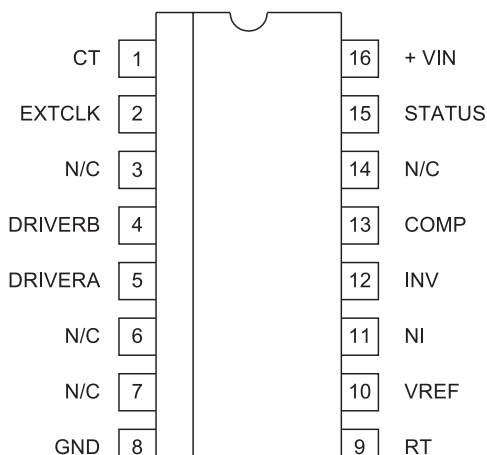 CT 1 16 + VIN
EXTCLK 2 15 STATUS
N/C 3 14 N/C
DRIVERB 4 13 COMP
DRIVERA 5 12 INV
N/C 6 11 NI
N/C 7 10 VREF
GND 8 9 RT